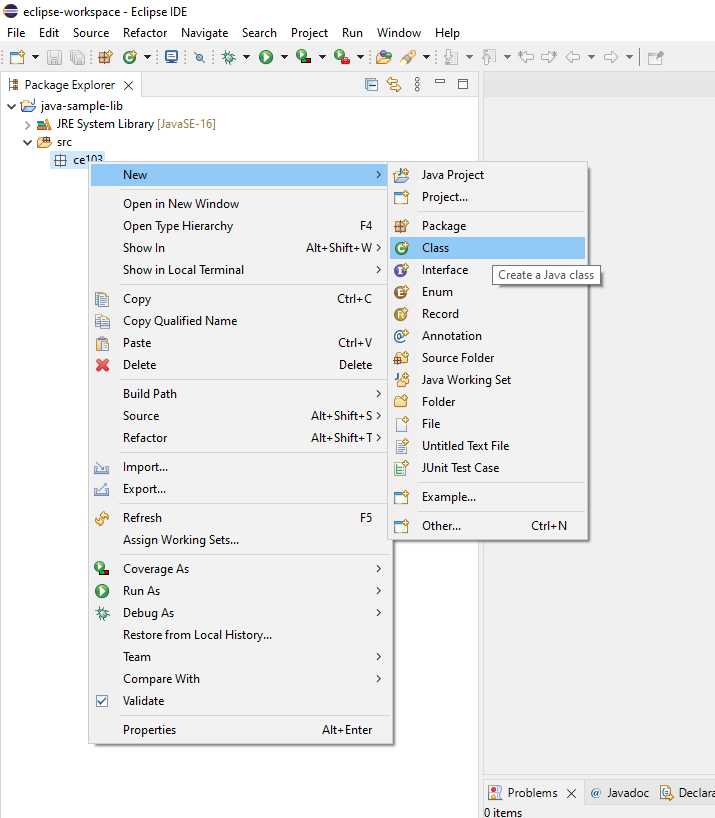 eclipse-workspace - Eclipse IDE
File Edit Source Refactor Navigate Search Project Run Window Help
Package Explorer
java-sample-lib
JRE System Library [JavaSE-16]
src
ce103
New
Open in New Window
Open Type Hierarchy F4
Show In Alt+Shift+W
Show in Local Terminal
Copy Ctrl+C
Copy Qualified Name
Paste Ctrl+V
Delete Delete
Build Path
Source Alt+Shift+S
Refactor Alt+Shift+T
Import...
Export...
Refresh F5
Assign Working Sets...
Coverage As
Run As
Debug As
Restore from Local History...
Team
Compare With
Validate
Properties Alt+Enter
Java Project
Project...
Package
Class
Interface
Create a Java class
Enum
Record
Annotation
Source Folder
Java Working Set
Folder
File
Untitled Text File
JUnit Test Case
Example...
Other... Ctrl+N
Problems @ Javadoc Declara
0 items